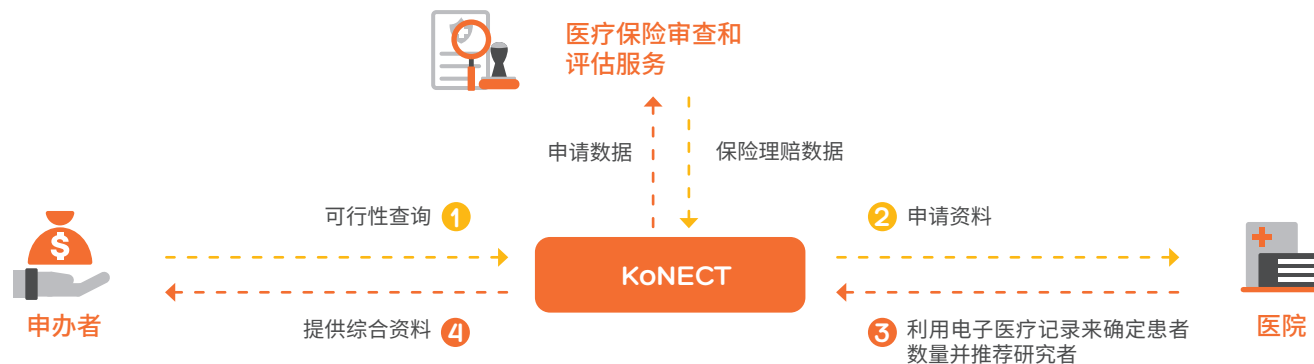 医疗保险审查和
评估服务
申请数据
保险理赔数据
可行性查询 1
2 申请资料
$
KoNECT
申办者
提供综合资料 4
3 利用电子医疗记录来确定患者
数量并推荐研究者
医院